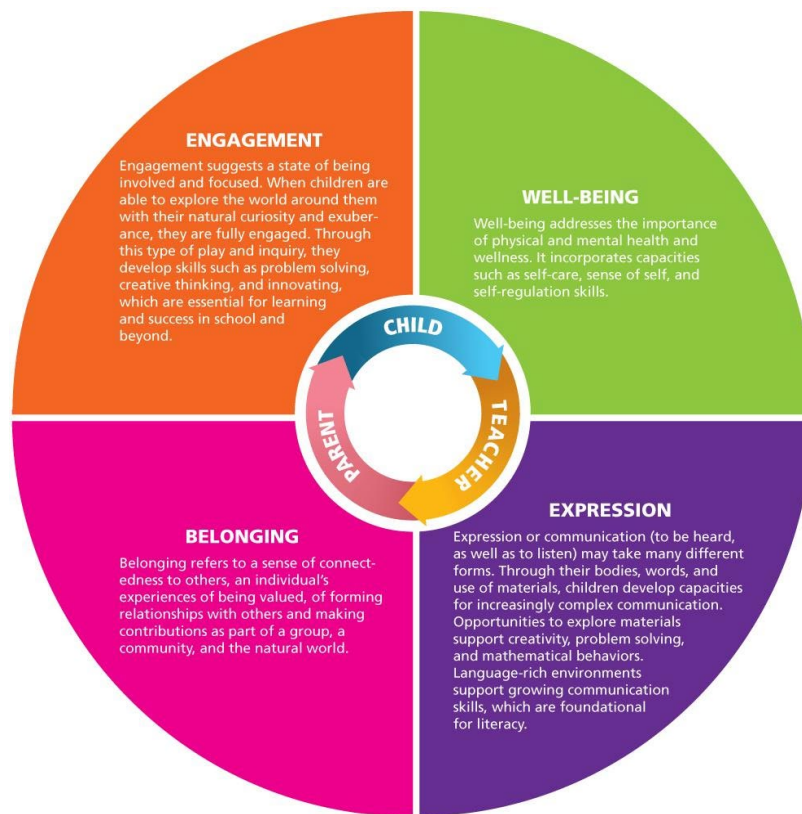 ENGAGEMENT
Engagement suggests a state of being
involved and focused. When children are
able to explore the world around them
with their natural curiosity and exuber-
ance, they are fully engaged. Through
this type of play and inquiry, they
develop skills such as problem solving,
creative thinking, and innovating,
which are essential for learning
and success in school and
beyond.
WELL-BEING
Well-being addresses the importance
of physical and mental health and
wellness. It incorporates capacities
such as self-care, sense of self, and
self-regulation skills.
CHILD
TEACHER
PARENT
BELONGING
Belonging refers to a sense of connect-
edness to others, an individual’s
experiences of being valued, of forming
relationships with others and making
contributions as part of a group, a
community, and the natural world.
EXPRESSION
Expression or communication (to be heard,
as well as to listen) may take many different
forms. Through their bodies, words, and
use of materials, children develop capacities
for increasingly complex communication.
Opportunities to explore materials
support creativity, problem solving,
and mathematical behaviors.
Language-rich environments
support growing communication
skills, which are foundational
for literacy.